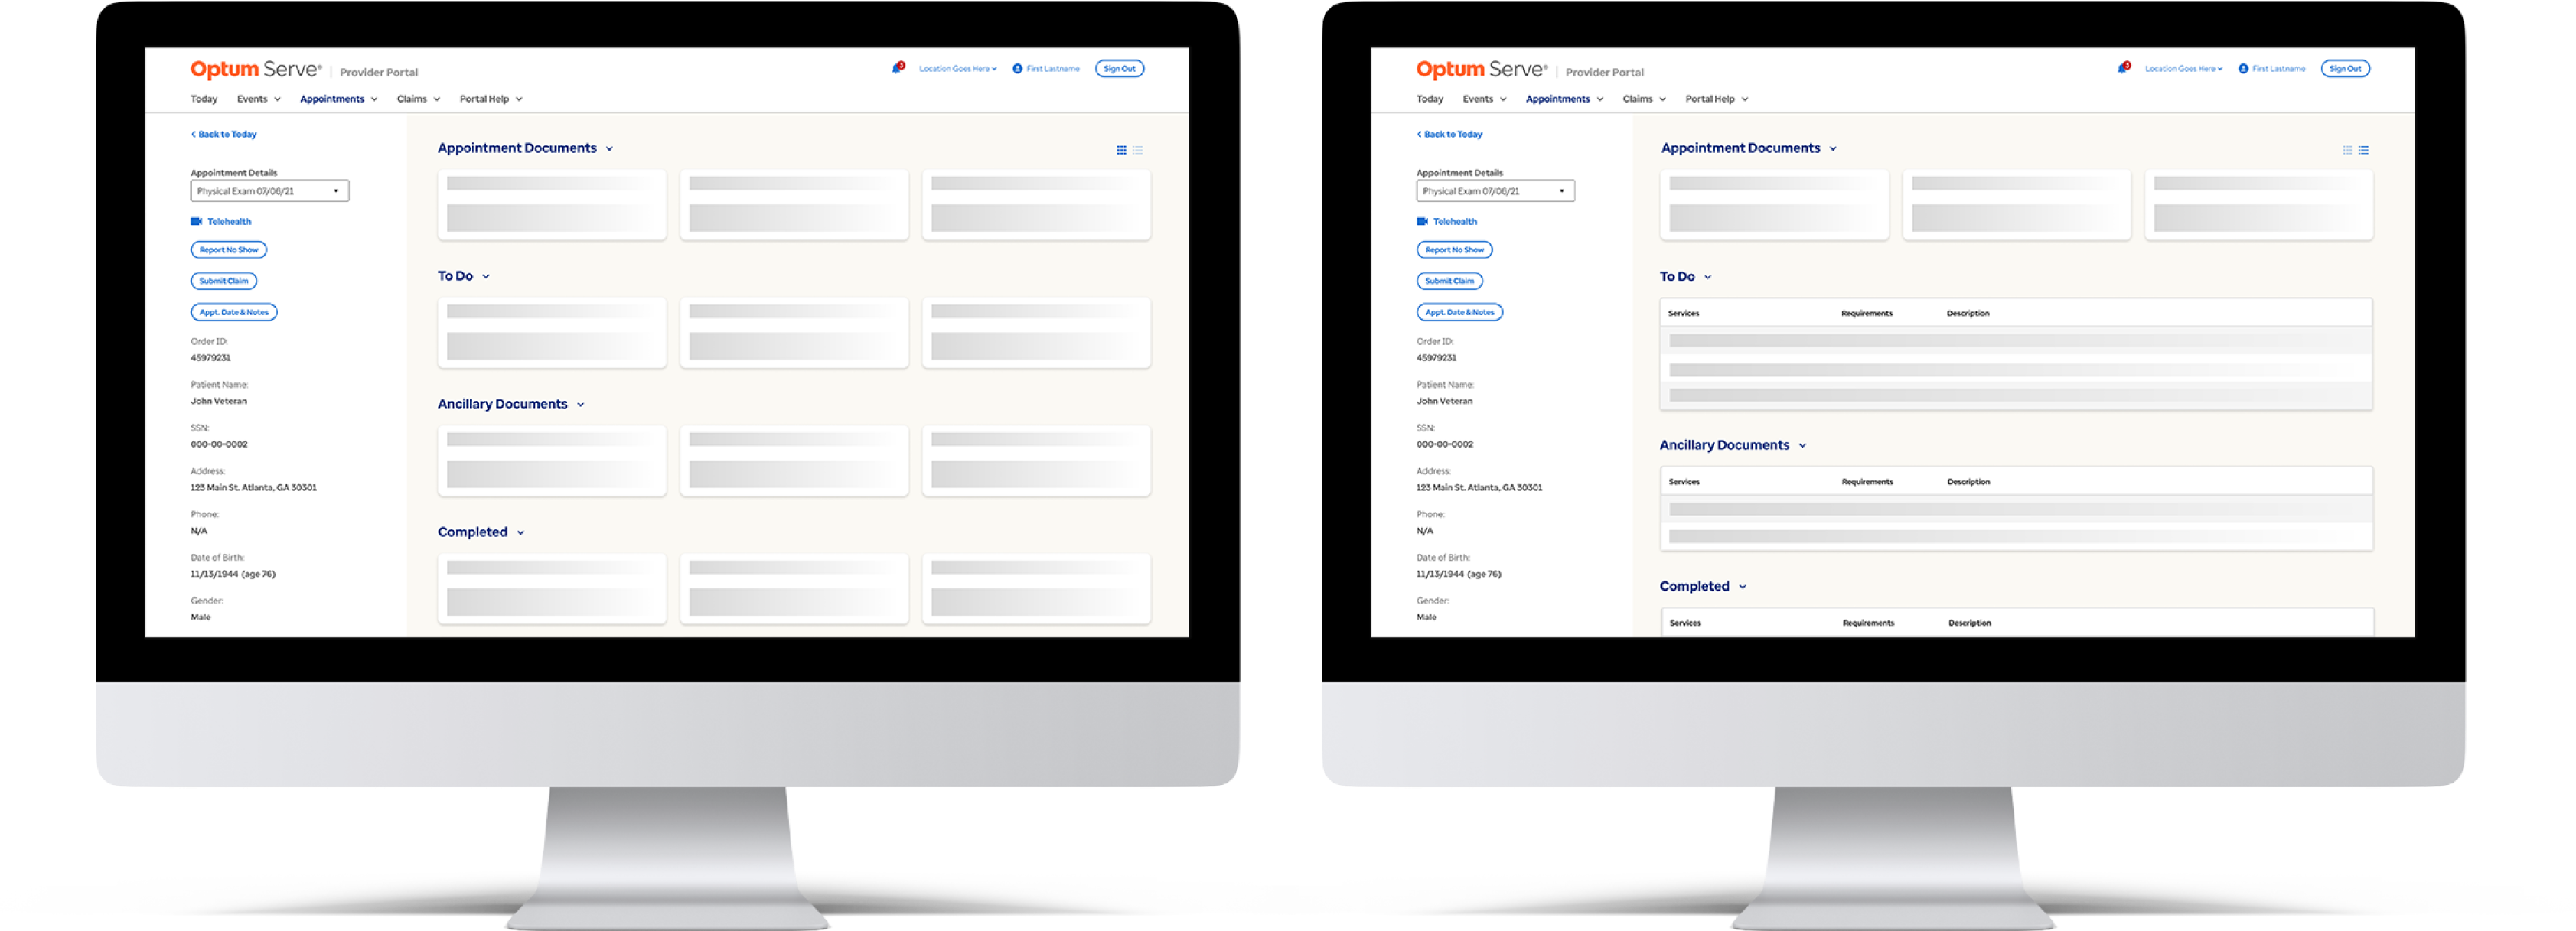 Optum Serve® | Provider Portal
3 Location Goes Here First Lastname Sign Out
Today Events Appointments Claims Portal Help
Back to Today
Appointment Details
Physical Exam 07/06/21
Telehealth
Report No Show
Submit Claim
Appt. Date & Notes
Order ID:
45979231
Patient Name:
John Veteran
SSN:
000-00-0002
Address:
123 Main St. Atlanta, GA 30301
Phone:
N/A
Date of Birth:
11/13/1944 (age 76)
Gender:
Male
Appointment Documents
To Do
Ancillary Documents
Completed
Optum Serve® | Provider Portal
3 Location Goes Here First Lastname Sign Out
Today Events Appointments Claims Portal Help
Back to Today
Appointment Details
Physical Exam 07/06/21
Telehealth
Report No Show
Submit Claim
Appt. Date & Notes
Order ID:
45979231
Patient Name:
John Veteran
SSN:
000-00-0002
Address:
123 Main St. Atlanta, GA 30301
Phone:
N/A
Date of Birth:
11/13/1944 (age 76)
Gender:
Male
Appointment Documents
To Do
Services Requirements Description
Ancillary Documents
Services Requirements Description
Completed
Services Requirements Description